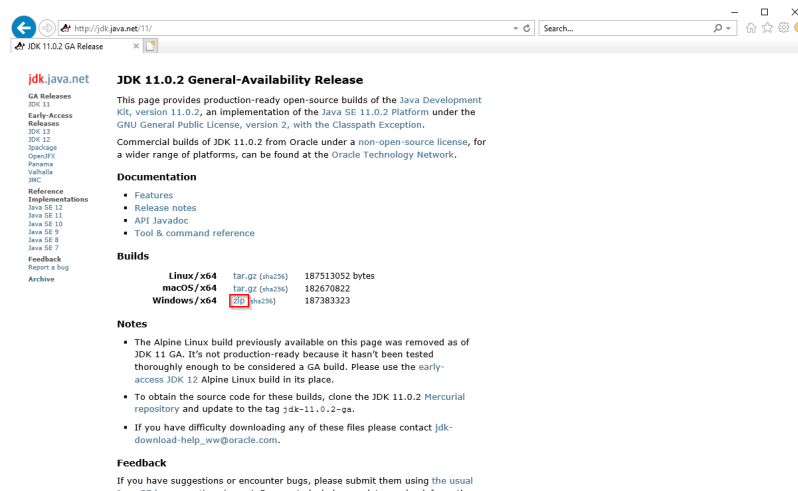 http://jdk.java.net/11/
Search...
JDK 11.0.2 GA Release
jdk.java.net
GA Releases
JDK 11
Early-Access
Releases
JDK 13
JDK 12
Jpackage
OpenJFX
Panama
Valhalla
JMC
Reference
Implementations
Java SE 12
Java SE 11
Java SE 10
Java SE 9
Java SE 8
Java SE 7
Feedback
Report a bug
Archive
JDK 11.0.2 General-Availability Release
This page provides production-ready open-source builds of the Java Development
Kit, version 11.0.2, an implementation of the Java SE 11.0.2 Platform under the
GNU General Public License, version 2, with the Classpath Exception.
Commercial builds of JDK 11.0.2 from Oracle under a non-open-source license, for
a wider range of platforms, can be found at the Oracle Technology Network.
Documentation
▪ Features
▪ Release notes
▪ API Javadoc
▪ Tool & command reference
Builds
Linux/x64 tar.gz (sha256) 187513052 bytes
macOS/x64 tar.gz (sha256) 182670822
Windows/x64 zip (sha256) 187383323
Notes
▪ The Alpine Linux build previously available on this page was removed as of
JDK 11 GA. It's not production-ready because it hasn't been tested
thoroughly enough to be considered a GA build. Please use the early-
access JDK 12 Alpine Linux build in its place.
▪ To obtain the source code for these builds, clone the JDK 11.0.2 Mercurial
repository and update to the tag jdk-11.0.2-ga.
▪ If you have difficulty downloading any of these files please contact jdk-
download-help_ww@oracle.com.
Feedback
If you have suggestions or encounter bugs, please submit them using the usual